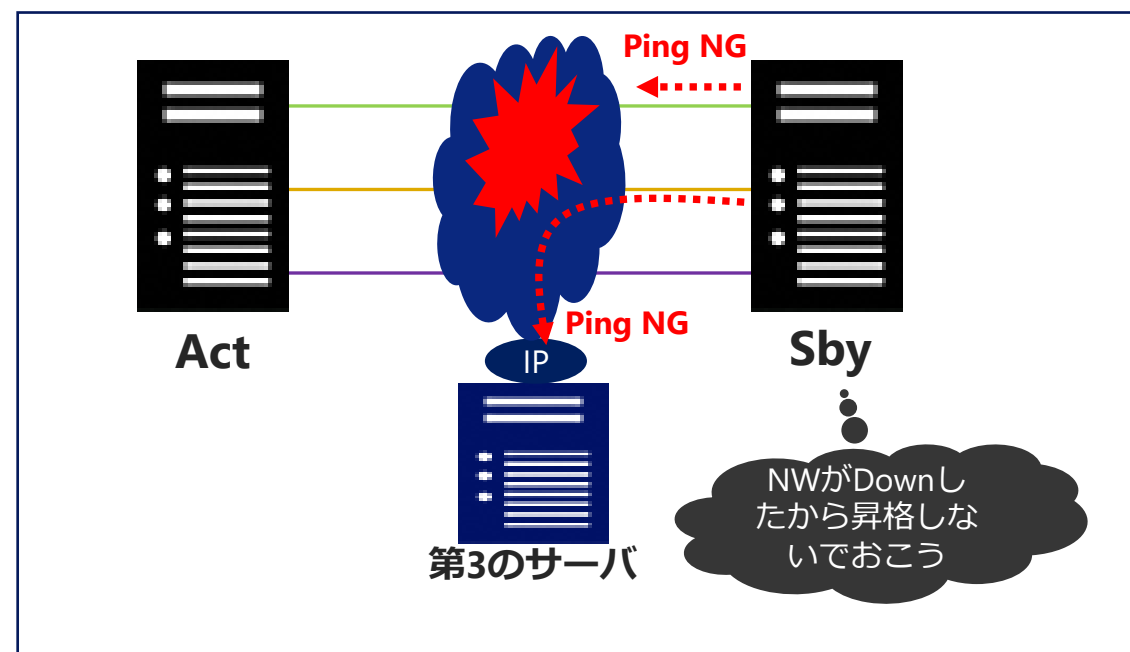 Ping NG
Act
Sby
Ping NG
IP
第3のサーバ
NWがDownし
たから昇格しな
いでおこう